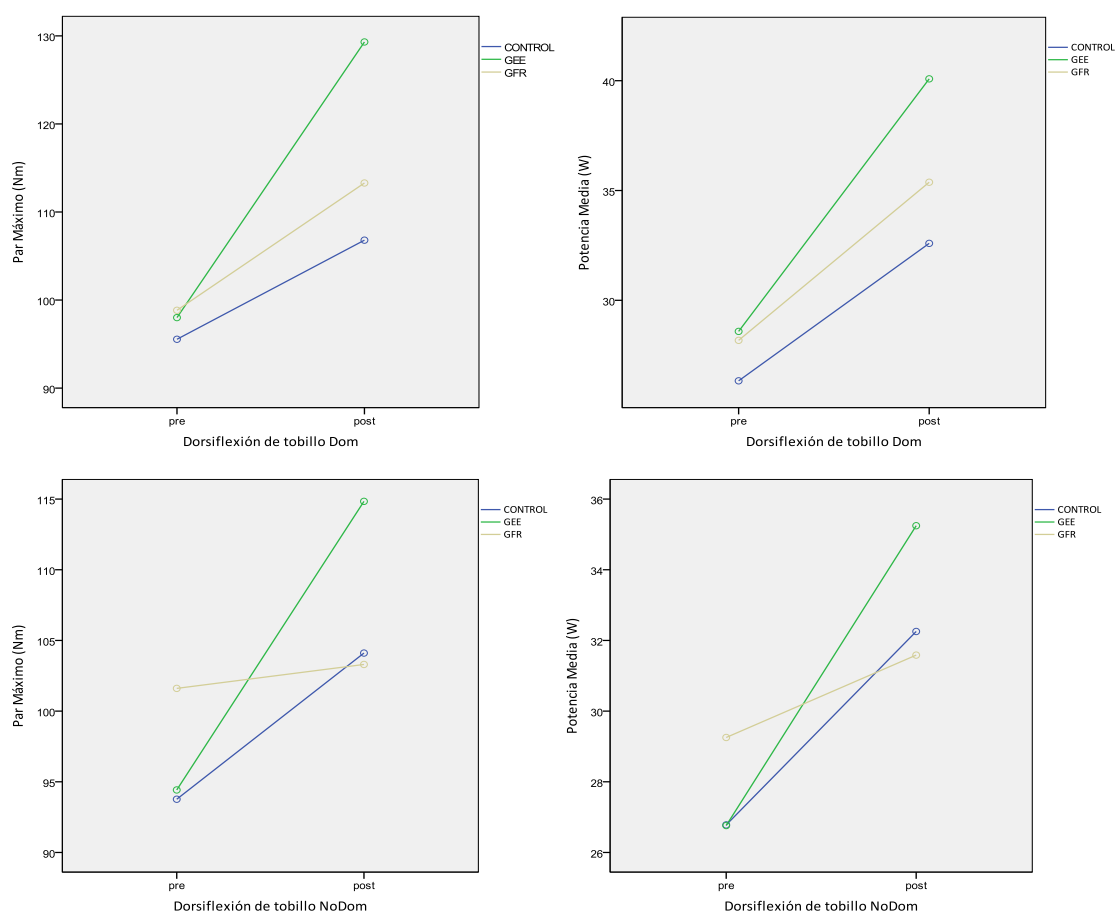 Par Máximo (Nm)
130
120
110
100
90
pre
post
Dorsiflexión de tobillo Dom
CONTROL
GEE
GFR
Potencia Media (W)
40
35
30
pre
post
Dorsiflexión de tobillo Dom
CONTROL
GEE
GFR
Par Máximo (Nm)
115
110
105
100
95
90
pre
post
Dorsiflexión de tobillo NoDom
CONTROL
GEE
GFR
Potencia Media (W)
36
34
32
30
28
26
pre
post
Dorsiflexión de tobillo NoDom
CONTROL
GEE
GFR